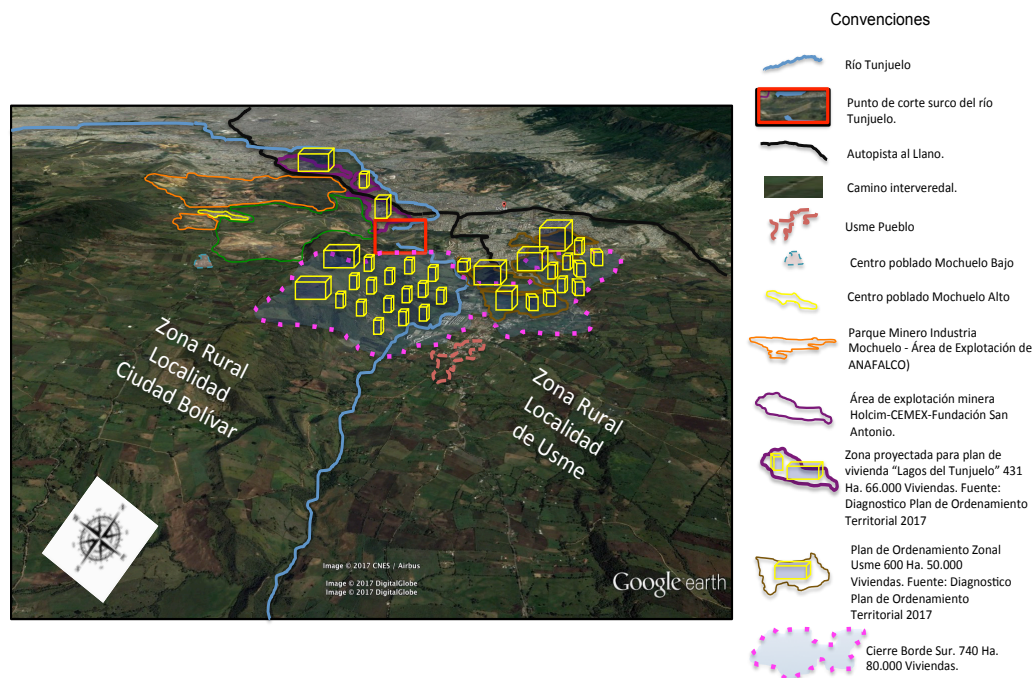 Convenciones
Río Tunjuelo
Punto de corte surco del río
Tunjuelo.
Autopista al Llano.
Camino interveredal.
Usme Pueblo
Centro poblado Mochuelo Bajo
Centro poblado Mochuelo Alto
Parque Minero Industria
Mochuelo - Área de Explotación de
ANAFALCO)
Área de explotación minera
Holcim-CEMEX-Fundación San
Antonio.
Zona proyectada para plan de
vivienda “Lagos del Tunjuelo” 431
Ha. 66.000 Viviendas. Fuente:
Diagnostico Plan de Ordenamiento
Territorial 2017
Plan de Ordenamiento Zonal
Usme 600 Ha. 50.000
Viviendas. Fuente: Diagnostico
Plan de Ordenamiento
Territorial 2017
Cierre Borde Sur. 740 Ha.
80.000 Viviendas.
Zona Rural
Localidad
Ciudad Bolívar
Zona Rural
Localidad
de Usme
Image © 2017 CNES / Airbus
Image © 2017 DigitalGlobe
Image © 2017 DigitalGlobe
Google earth